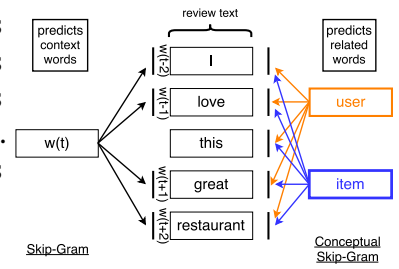 review text
predicts
context
words
predicts
related
words
w(t-2)
I
w(t-1)
love
user
this
w(t)
w(t+1)
great
item
w(t+2)
restaurant
Skip-Gram
Conceptual
Skip-Gram